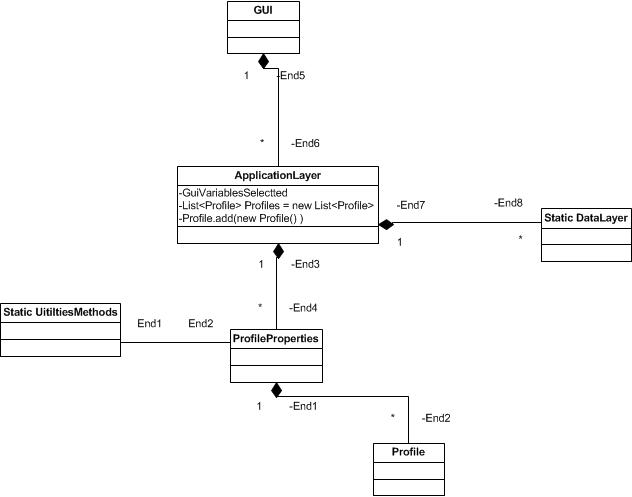 GUI
1
-End5
*
-End6
ApplicationLayer
-GuiVariablesSelectted
-List<Profile> Profiles = new List<Profile>
-Profile.add(new Profile() )
-End7
-End8
1
*
Static DataLayer
1
-End3
*
-End4
Static UitiltiesMethods
End1
End2
ProfileProperties
1
-End1
*
-End2
Profile